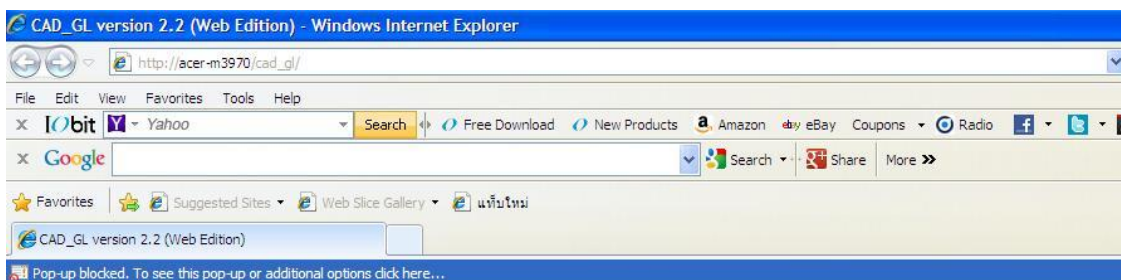 CAD_GL version 2.2 (Web Edition) - Windows Internet Explorer
http://acer-m3970/cad_gl/
File Edit View Favorites Tools Help
x IObit Y! Yahoo Search Free Download New Products a Amazon ebay eBay Coupons Radio f
x Google Search Share More »
Favorites Suggested Sites Web Slice Gallery แท็บใหม่
CAD_GL version 2.2 (Web Edition)
Pop-up blocked. To see this pop-up or additional options click here...